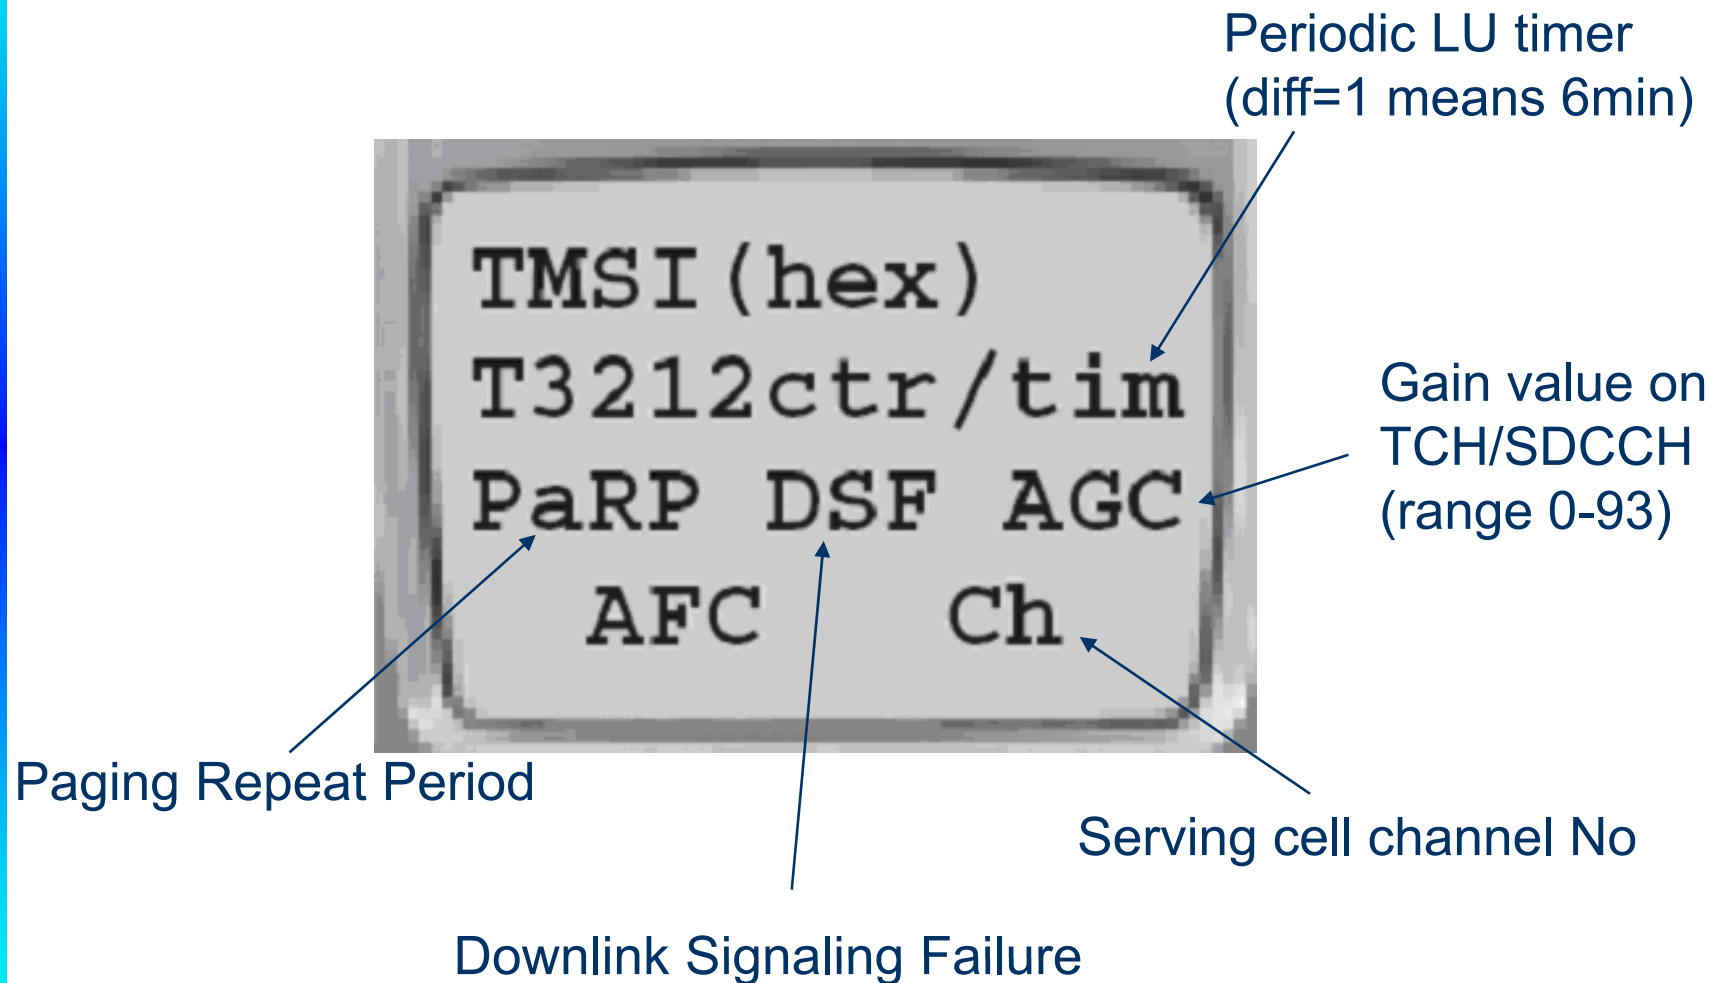 Periodic LU timer
(diff=1 means 6min)
TMSI(hex)
T3212ctr/tim
PaRP DSF AGC
AFC Ch
Gain value on
TCH/SDCCH
(range 0-93)
Paging Repeat Period
Serving cell channel No
Downlink Signaling Failure